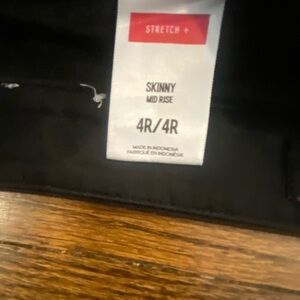 STRETCH +
SKINNY
MID RISE
4R/4R
MADE IN INDONESIA
FABRIQUÉ EN INDONÉSIE